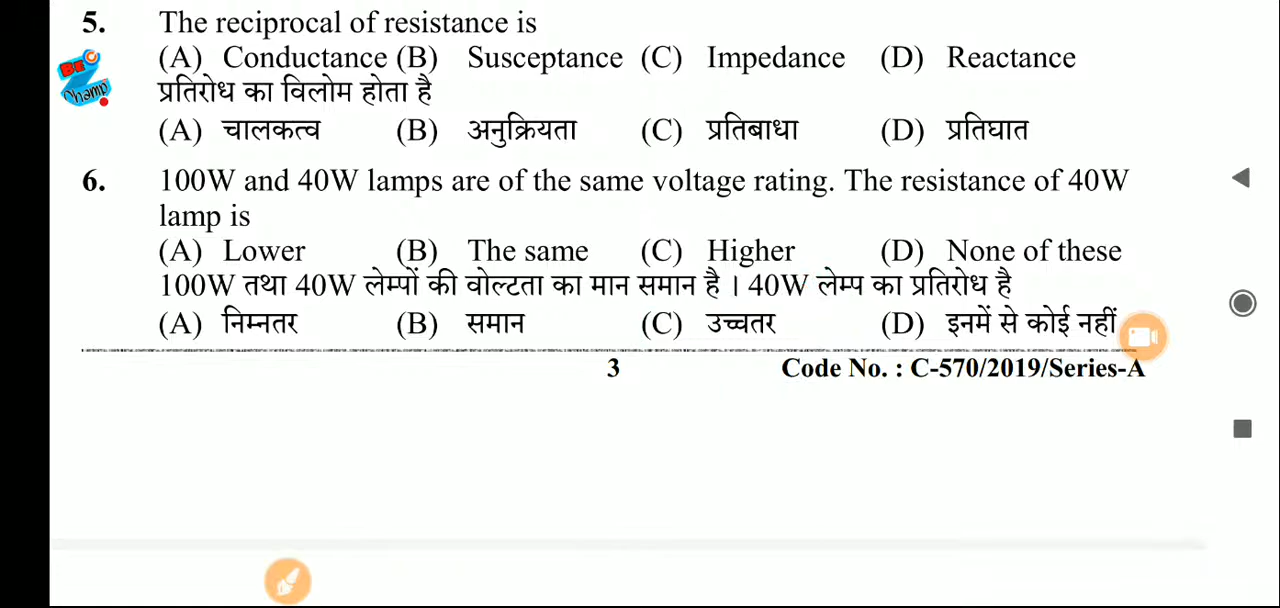 5. The reciprocal of resistance is
(A) Conductance (B) Susceptance (C) Impedance (D) Reactance
प्रतिरोध का विलोम होता है
(A) चालकत्व (B) अनुक्रियता (C) प्रतिबाधा (D) प्रतिघात
BE
Champ
6. 100W and 40W lamps are of the same voltage rating. The resistance of 40W
lamp is
(A) Lower (B) The same (C) Higher (D) None of these
100W तथा 40W लेम्पों की वोल्टता का मान समान है । 40W लेम्प का प्रतिरोध है
(A) निम्नतर (B) समान (C) उच्चतर (D) इनमें से कोई नहीं
3 Code No. : C-570/2019/Series-A